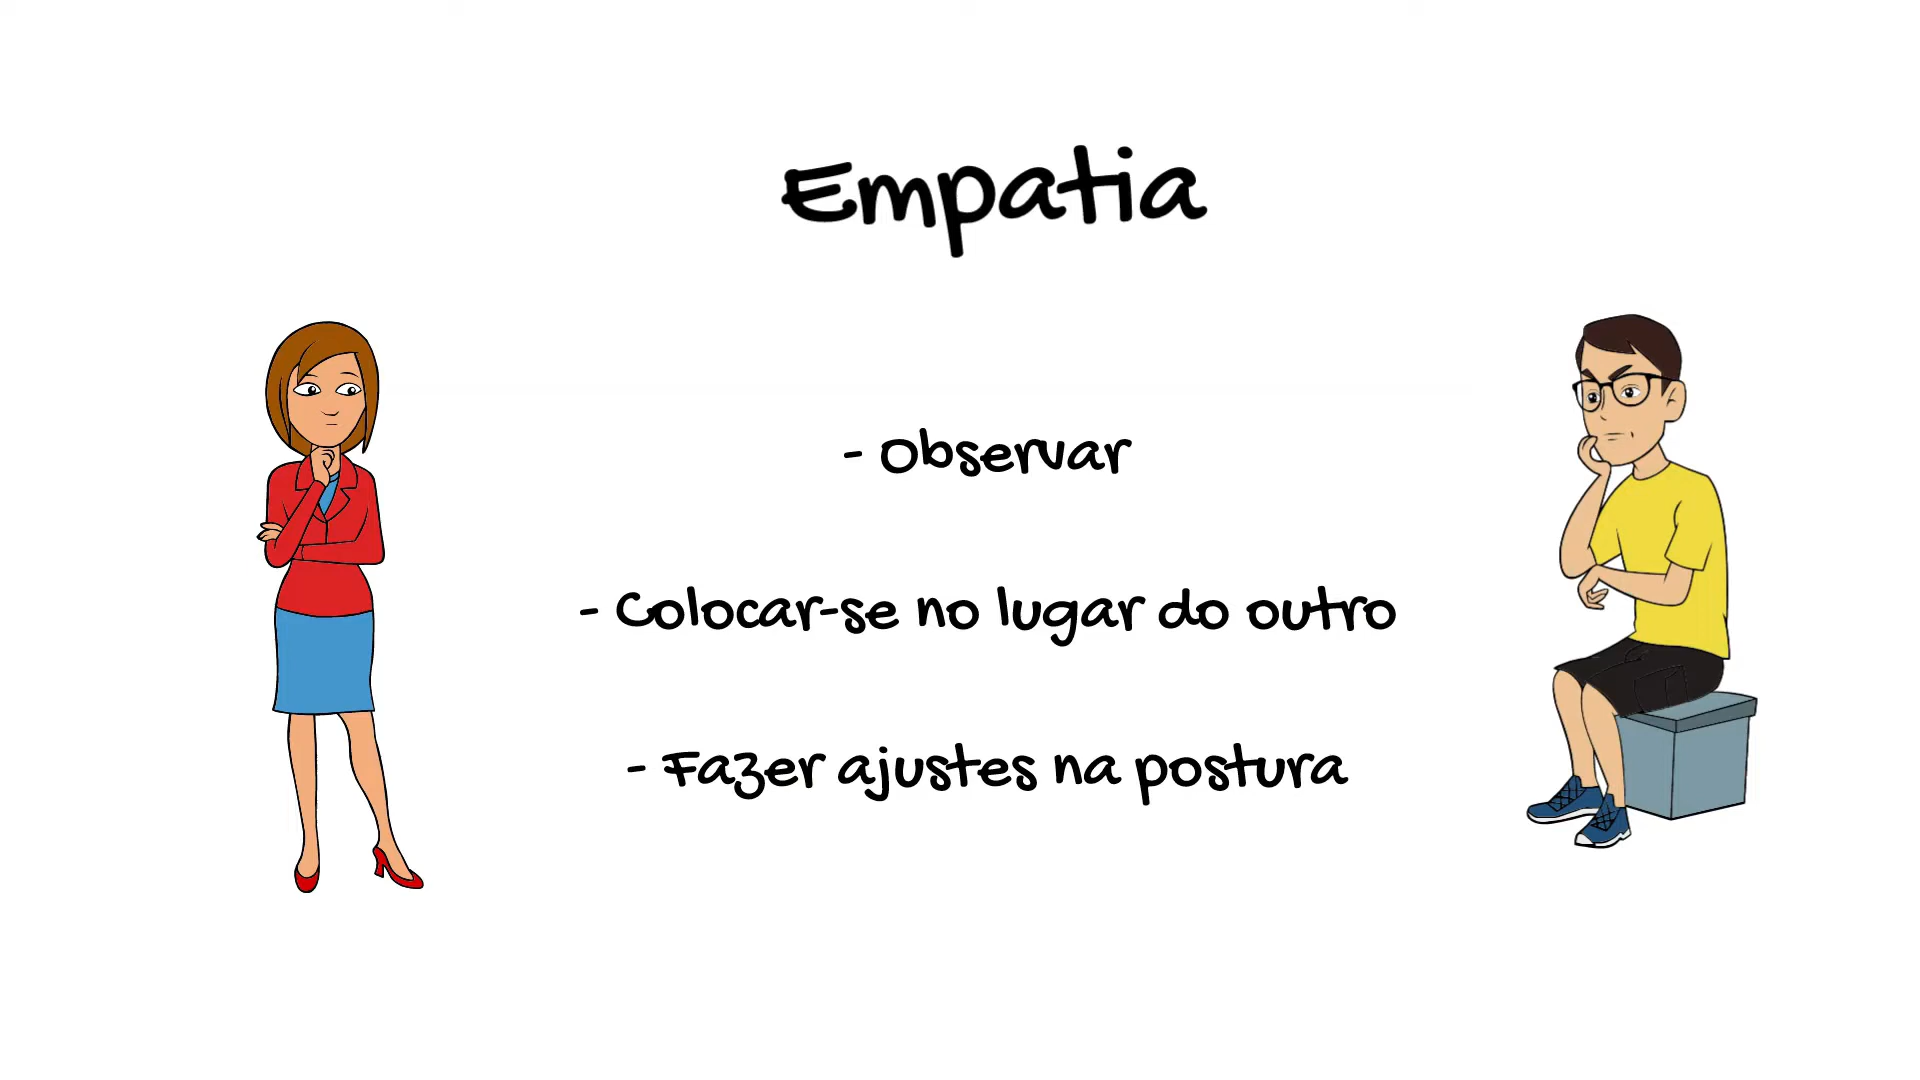 Empatia
- Observar
- Colocar-se no lugar do outro
- Fazer ajustes na postura